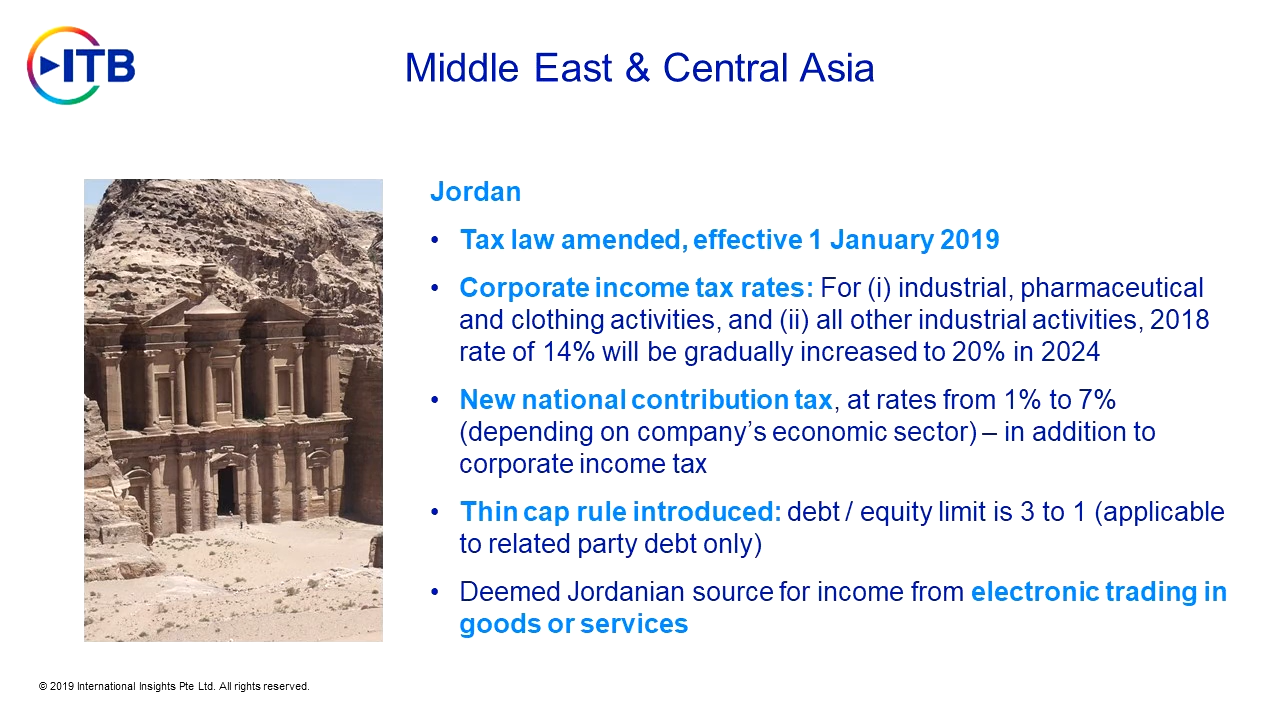 ITB
Middle East & Central Asia
Jordan
• Tax law amended, effective 1 January 2019
• Corporate income tax rates: For (i) industrial, pharmaceutical
and clothing activities, and (ii) all other industrial activities, 2018
rate of 14% will be gradually increased to 20% in 2024
• New national contribution tax, at rates from 1% to 7%
(depending on company’s economic sector) – in addition to
corporate income tax
• Thin cap rule introduced: debt / equity limit is 3 to 1 (applicable
to related party debt only)
• Deemed Jordanian source for income from electronic trading in
goods or services
© 2019 International Insights Pte Ltd. All rights reserved.